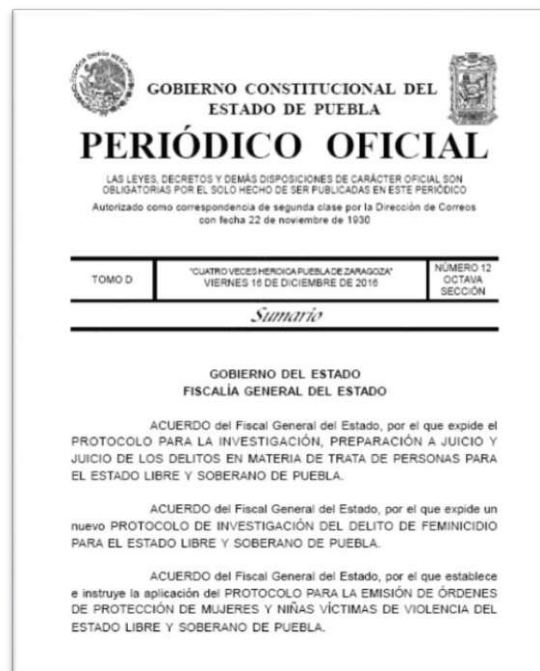 GOBIERNO CONSTITUCIONAL DEL
ESTADO DE PUEBLA
PERIÓDICO OFICIAL
LAS LEYES, DECRETOS Y DEMÁS DISPOSICIONES DE CARÁCTER OFICIAL SON
OBLIGATORIAS POR EL SOLO HECHO DE SER PUBLICADAS EN ESTE PERIÓDICO
Autorizado como correspondencia de segunda clase por la Dirección de Correos
con fecha 22 de noviembre de 1930
TOMO D
"CUATRO VECES HEROICA PUEBLA DE ZARAGOZA"
VIERNES 16 DE DICIEMBRE DE 2016
NÚMERO 12
OCTAVA
SECCIÓN
Sumario
GOBIERNO DEL ESTADO
FISCALÍA GENERAL DEL ESTADO
ACUERDO del Fiscal General del Estado, por el que expide el
PROTOCOLO PARA LA INVESTIGACIÓN, PREPARACIÓN A JUICIO Y
JUICIO DE LOS DELITOS EN MATERIA DE TRATA DE PERSONAS PARA
EL ESTADO LIBRE Y SOBERANO DE PUEBLA.
ACUERDO del Fiscal General del Estado, por el que expide un
nuevo PROTOCOLO DE INVESTIGACIÓN DEL DELITO DE FEMINICIDIO
PARA EL ESTADO LIBRE Y SOBERANO DE PUEBLA.
ACUERDO del Fiscal General del Estado, por el que establece
e instruye la aplicación del PROTOCOLO PARA LA EMISIÓN DE ÓRDENES
DE PROTECCIÓN DE MUJERES Y NIÑAS VÍCTIMAS DE VIOLENCIA DEL
ESTADO LIBRE Y SOBERANO DE PUEBLA.